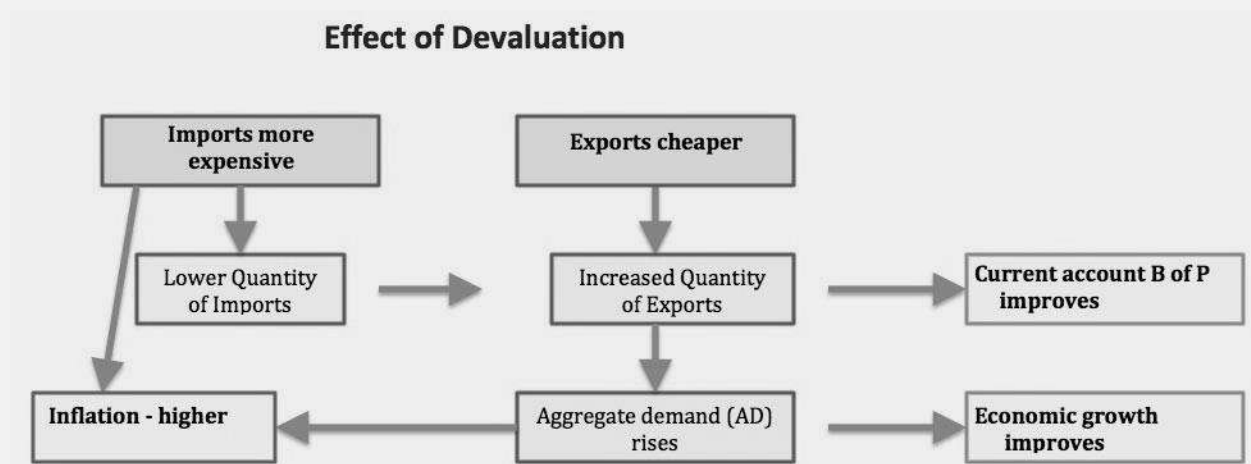 Effect of Devaluation
Imports more
expensive
Exports cheaper
Lower Quantity
of Imports
Increased Quantity
of Exports
Current account B of P
improves
Inflation - higher
Aggregate demand (AD)
rises
Economic growth
improves